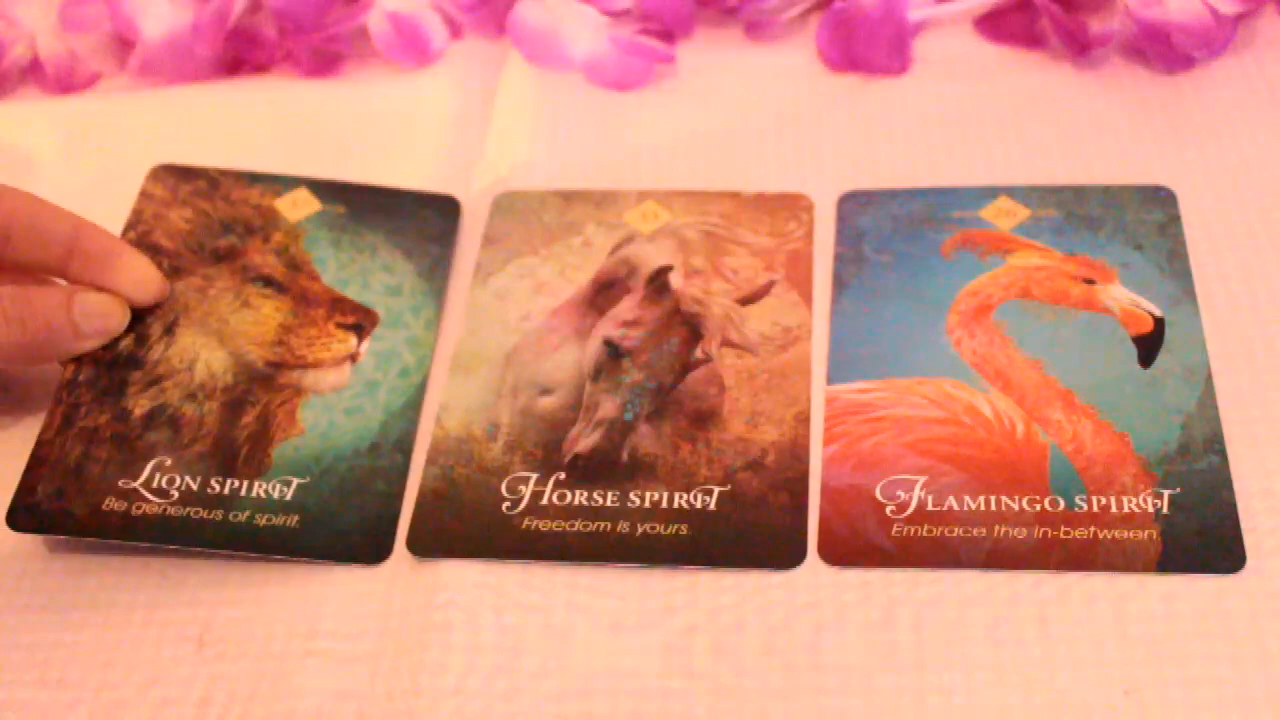 Lion Spirit
Be generous of spirit.
Horse Spirit
Freedom is yours.
Flamingo Spirit
Embrace the in-between.